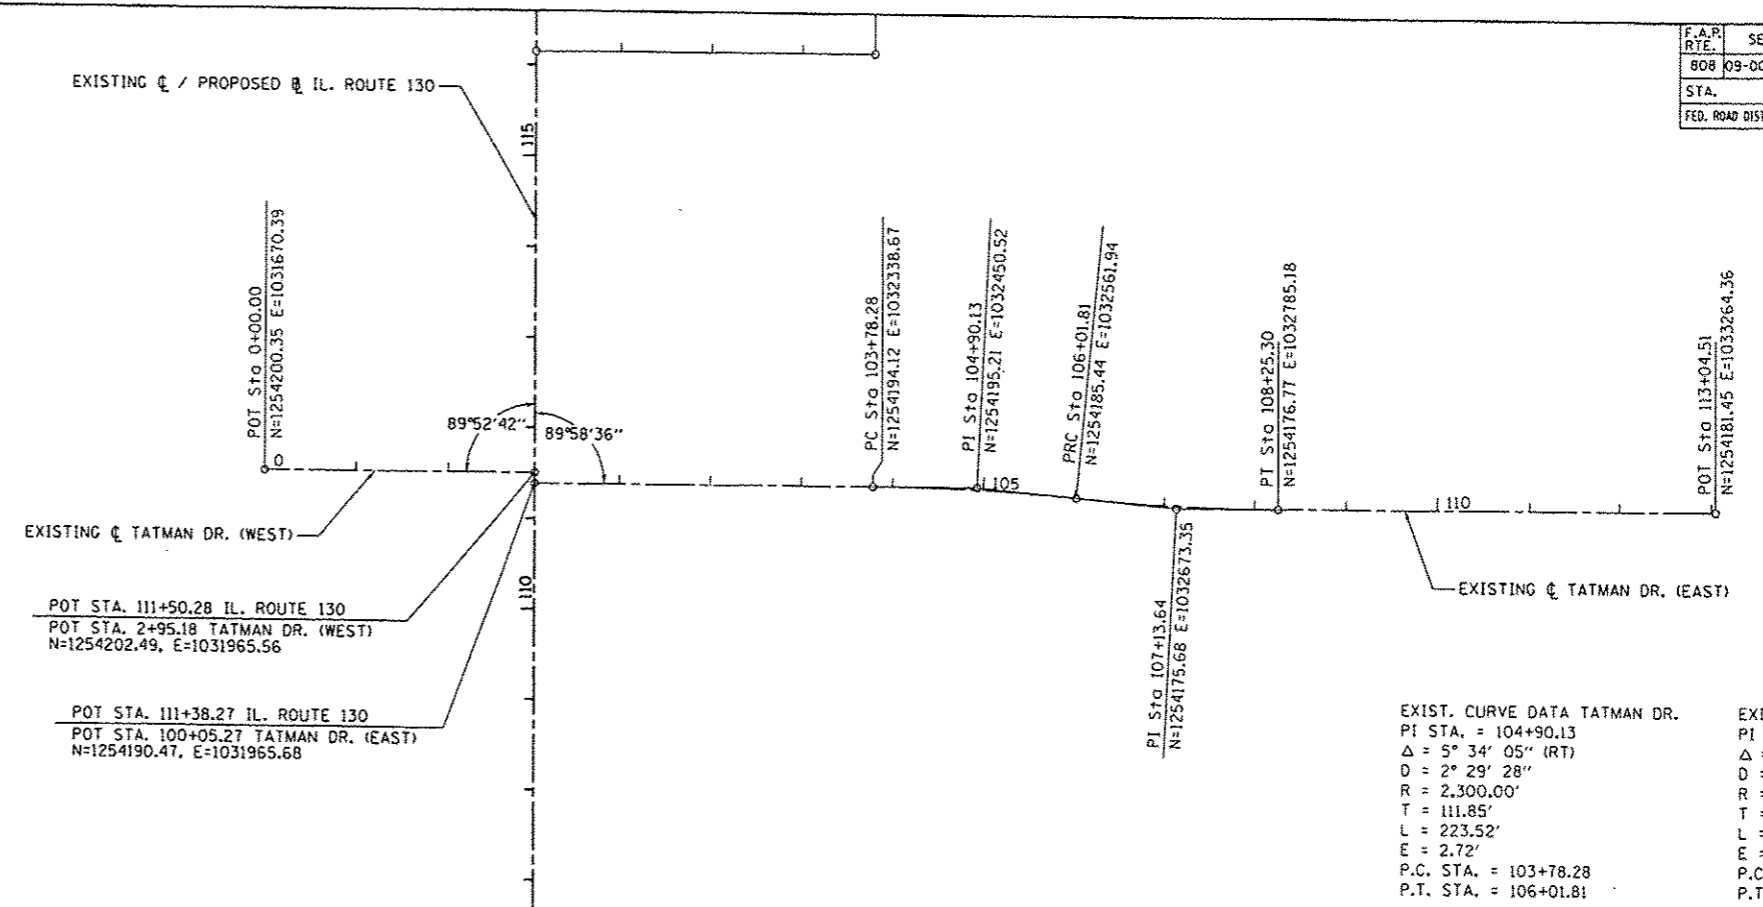 F.A.P. RTE.
808 09-00
STA.
FED. ROAD DIST
EXISTING ℄ / PROPOSED ℄ IL. ROUTE 130
115
POT Sta 0+00.00
N=1254200.35 E=1031670.39
0
89°52'42"
89°58'36"
PC Sta 103+78.28
N=1254194.12 E=1032338.67
PI Sta 104+90.13
N=1254195.21 E=1032450.52
105
PRC Sta 106+01.81
N=1254185.44 E=1032561.94
PT Sta 108+25.30
N=1254176.77 E=1032785.18
110
POT Sta 113+04.51
N=1254181.45 E=1033264.36
EXISTING ℄ TATMAN DR. (WEST)
EXISTING ℄ TATMAN DR. (EAST)
110
POT STA. 111+50.28 IL. ROUTE 130
POT STA. 2+95.18 TATMAN DR. (WEST)
N=1254202.49, E=1031965.56
POT STA. 111+38.27 IL. ROUTE 130
POT STA. 100+05.27 TATMAN DR. (EAST)
N=1254190.47, E=1031965.68
PI Sta 107+13.64
N=1254175.68 E=1032673.35
EXIST. CURVE DATA TATMAN DR.
PI STA. = 104+90.13
Δ = 5° 34' 05" (RT)
D = 2° 29' 28"
R = 2,300.00'
T = 111.85'
L = 223.52'
E = 2.72'
P.C. STA. = 103+78.28
P.T. STA. = 106+01.81
EXI
PI
Δ =
D =
R =
T =
L =
E =
P.C
P.T